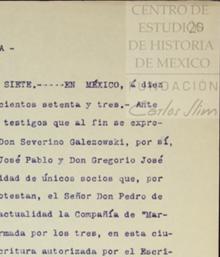 CENTRO DE
ESTUDIOS
DE HISTORIA
DE MEXICO
FUNDACIÓN
Carlos Slim
A -
SIETE.-----EN MÉXICO, á diez
cientos setenta y tres.- Ante
testigos que al fin se expre-
Don Severino Galezowski, por sí,
José Pablo y Don Gregorio José
idad de únicos socios que, por
otestan, el Señor Don Pedro de
actualidad la Compañía de "Mar-
rmada por los tres, en esta ciu-
critura autorizada por el Escri-